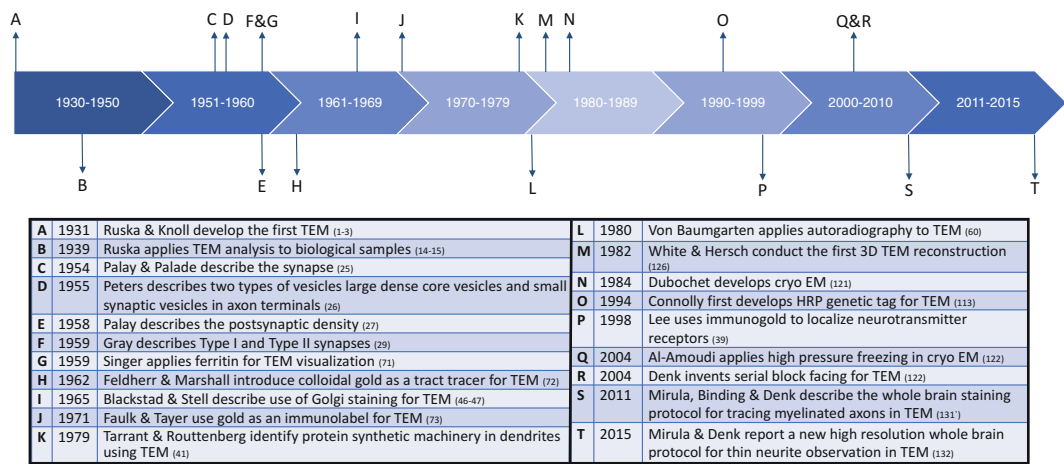 A C D F&G I J K M N O Q&R
1930-1950 1951-1960 1961-1969 1970-1979 1980-1989 1990-1999 2000-2010 2011-2015
B E H L P S T
A 1931 Ruska & Knoll develop the first TEM (1-3)
B 1939 Ruska applies TEM analysis to biological samples (14-15)
C 1954 Palay & Palade describe the synapse (25)
D 1955 Peters describes two types of vesicles large dense core vesicles and small
synaptic vesicles in axon terminals (26)
E 1958 Palay describes the postsynaptic density (27)
F 1959 Gray describes Type I and Type II synapses (29)
G 1959 Singer applies ferritin for TEM visualization (71)
H 1962 Feldherr & Marshall introduce colloidal gold as a tract tracer for TEM (72)
I 1965 Blackstad & Stell describe use of Golgi staining for TEM (46-47)
J 1971 Faulk & Tayer use gold as an immunolabel for TEM (73)
K 1979 Tarrant & Routtenberg identify protein synthetic machinery in dendrites
using TEM (41)
L 1980 Von Baumgarten applies autoradiography to TEM (60)
M 1982 White & Hersch conduct the first 3D TEM reconstruction
(126)
N 1984 Dubochet develops cryo EM (121)
O 1994 Connolly first develops HRP genetic tag for TEM (113)
P 1998 Lee uses immunogold to localize neurotransmitter
receptors (39)
Q 2004 Al-Amoudi applies high pressure freezing in cryo EM (122)
R 2004 Denk invents serial block facing for TEM (122)
S 2011 Mirula, Binding & Denk describe the whole brain staining
protocol for tracing myelinated axons in TEM (131`)
T 2015 Mirula & Denk report a new high resolution whole brain
protocol for thin neurite observation in TEM (132)